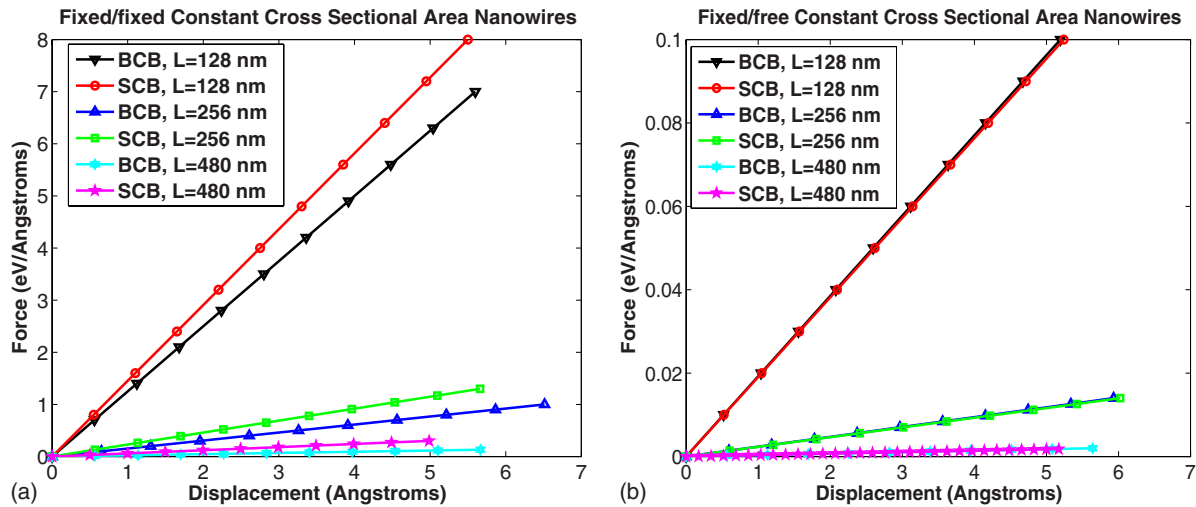 Fixed/fixed Constant Cross Sectional Area Nanowires
8
7
6
5
4
3
2
1
0
Force (eV/Angstroms)
BCB, L=128 nm
SCB, L=128 nm
BCB, L=256 nm
SCB, L=256 nm
BCB, L=480 nm
SCB, L=480 nm
0 1 2 3 4 5 6 7
Displacement (Angstroms)
(a)
Fixed/free Constant Cross Sectional Area Nanowires
0.1
0.08
0.06
0.04
0.02
0
Force (eV/Angstroms)
BCB, L=128 nm
SCB, L=128 nm
BCB, L=256 nm
SCB, L=256 nm
BCB, L=480 nm
SCB, L=480 nm
0 1 2 3 4 5 6 7
Displacement (Angstroms)
(b)